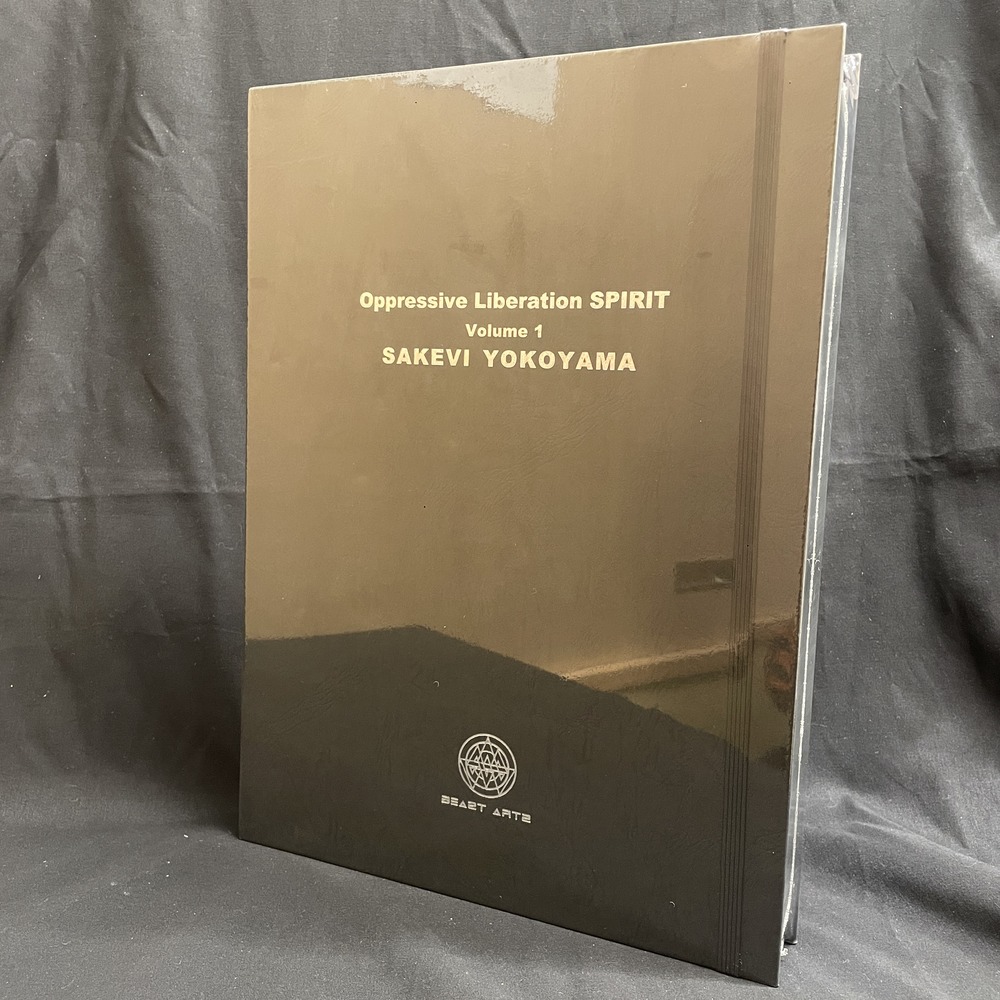 Oppressive Liberation SPIRIT
Volume 1
SAKEVI YOKOYAMA
BEAST ARTS